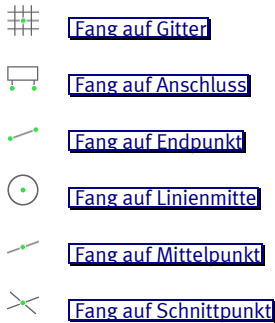 Fang auf Gitter
Fang auf Anschluss
Fang auf Endpunkt
Fang auf Linienmitte
Fang auf Mittelpunkt
Fang auf Schnittpunkt